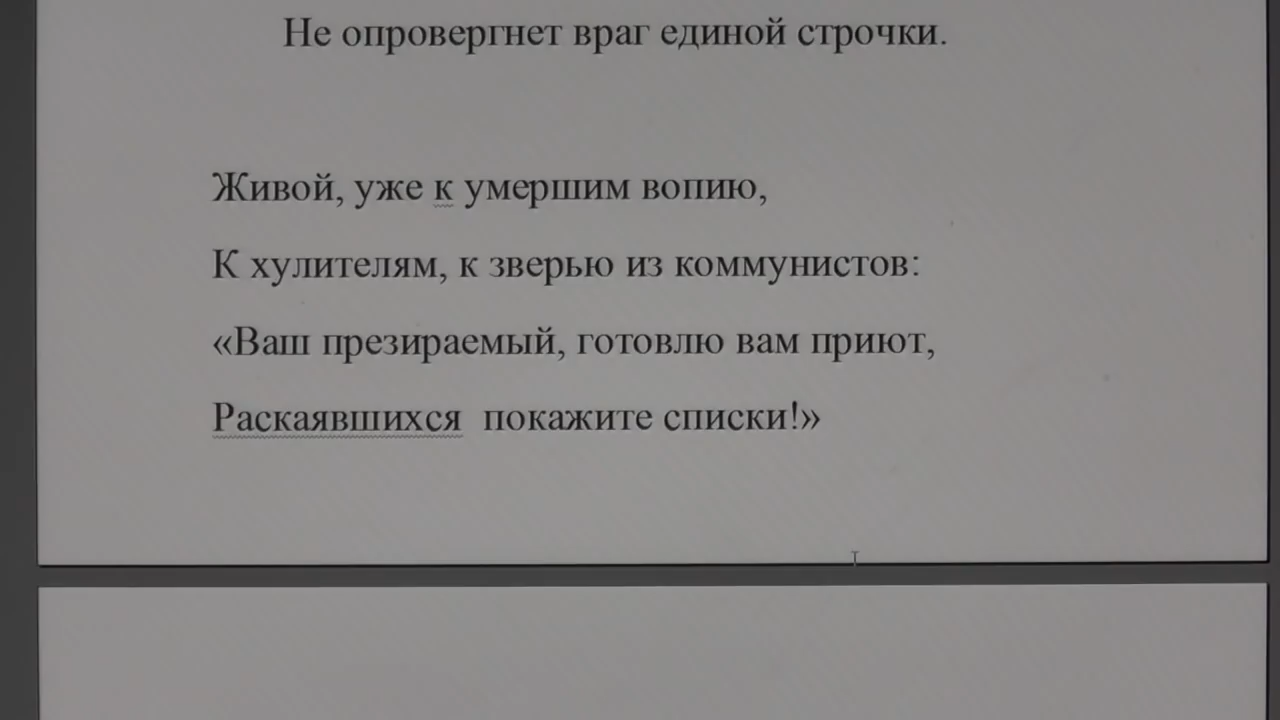 Не опровергнет враг единой строчки.
Живой, уже к умершим вопию,
К хулителям, к зверью из коммунистов:
«Ваш презираемый, готовлю вам приют,
Раскаявшихся покажите списки!»